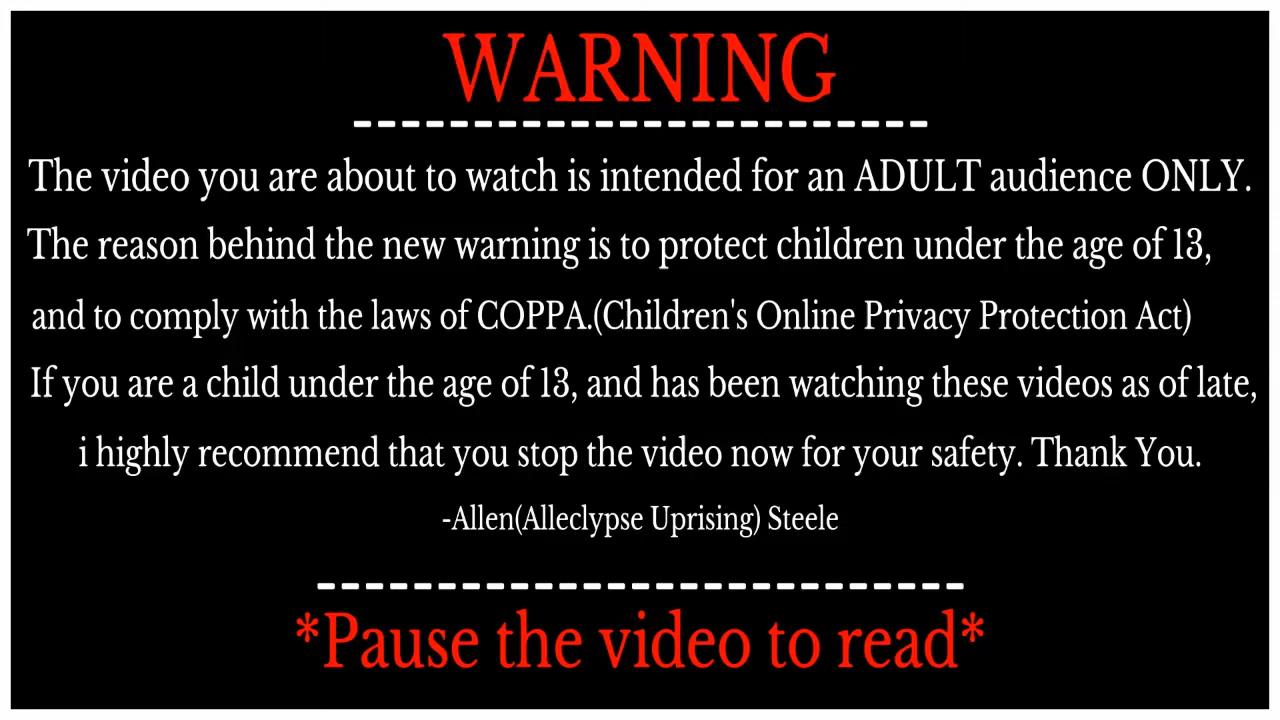 WARNING
The video you are about to watch is intended for an ADULT audience ONLY.
The reason behind the new warning is to protect children under the age of 13,
and to comply with the laws of COPPA.(Children's Online Privacy Protection Act)
If you are a child under the age of 13, and has been watching these videos as of late,
i highly recommend that you stop the video now for your safety. Thank You.
-Allen(Alleclypse Uprising) Steele
*Pause the video to read*